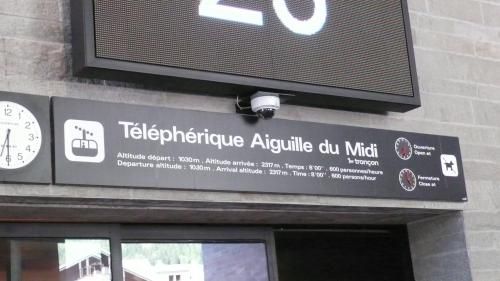 20
Téléphérique Aiguille du Midi
1er tronçon
Altitude départ : 1030 m . Altitude arrivée : 2317 m . Temps : 8'00" . 600 personnes/heure
Departure altitude : 1030 m . Arrival altitude : 2317 m . Time : 8'00" . 600 persons/hour
Ouverture
Open at
Fermeture
Close at